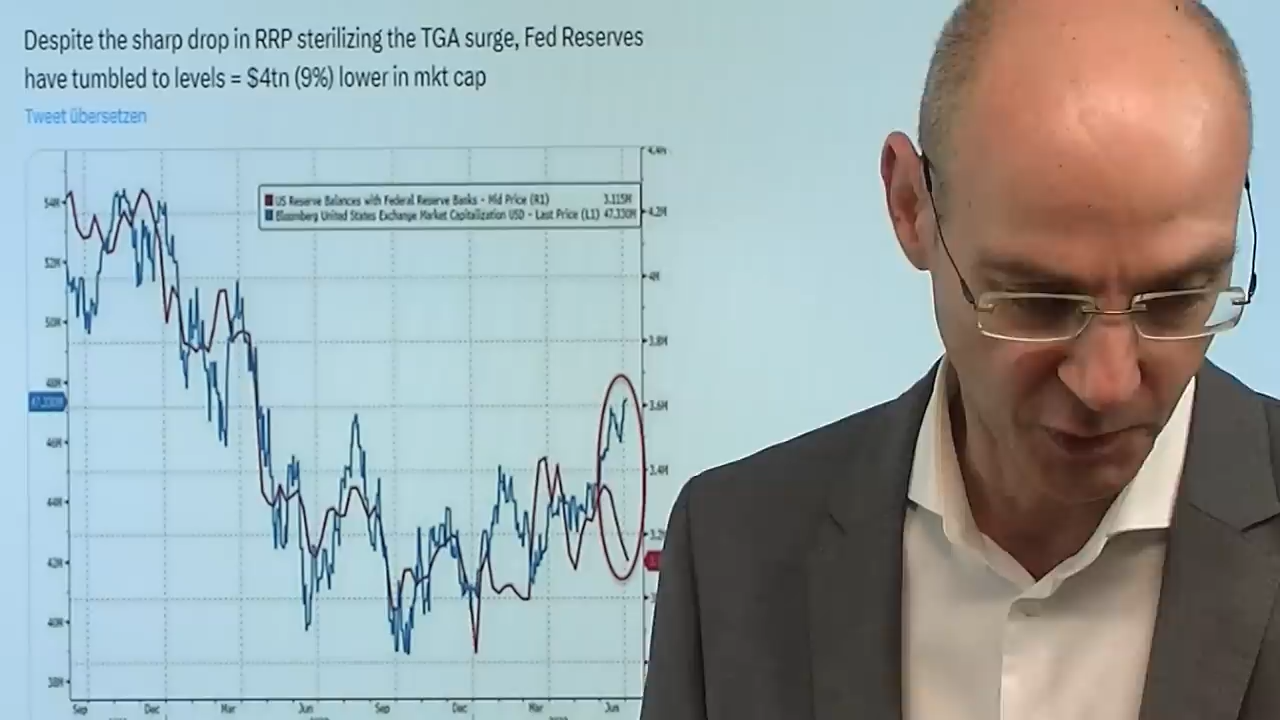 Despite the sharp drop in RRP sterilizing the TGA surge, Fed Reserves
have tumbled to levels = $4tn (9%) lower in mkt cap
Tweet übersetzen
4.4M
54M
US Reserve Balances with Federal Reserve Banks - Mid Price (R1) 3.115M
Bloomberg United States Exchange Market Capitalization USD - Last Price (L1) 47.330M
4.2M
52M
4M
50M
3.8M
48M
47.330M
3.6M
46M
3.4M
44M
42M
40M
38M
Sep Dec Mar Jun Sep Dec Mar Jun